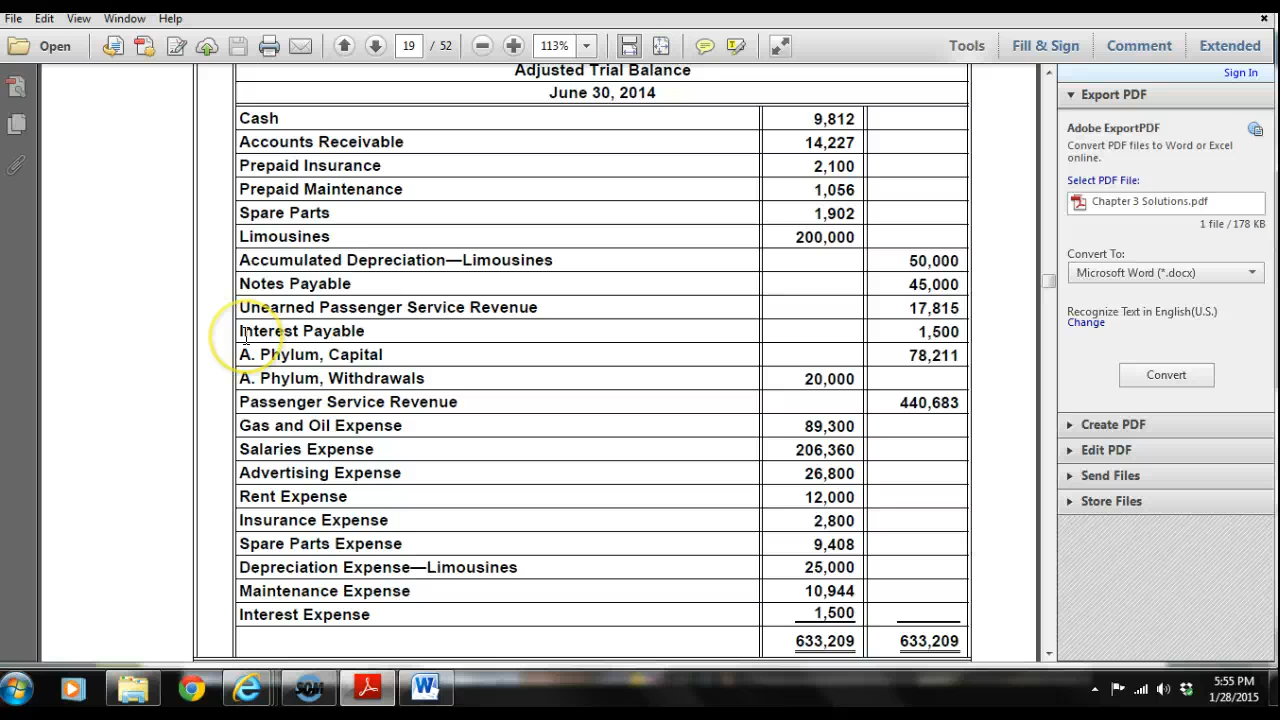 File Edit View Window Help
Open 19 / 52 113% Tools Fill & Sign Comment Extended
Sign In
Adjusted Trial Balance
June 30, 2014
Cash 9,812
Accounts Receivable 14,227
Prepaid Insurance 2,100
Prepaid Maintenance 1,056
Spare Parts 1,902
Limousines 200,000
Accumulated Depreciation—Limousines 50,000
Notes Payable 45,000
Unearned Passenger Service Revenue 17,815
Interest Payable 1,500
A. Phylum, Capital 78,211
A. Phylum, Withdrawals 20,000
Passenger Service Revenue 440,683
Gas and Oil Expense 89,300
Salaries Expense 206,360
Advertising Expense 26,800
Rent Expense 12,000
Insurance Expense 2,800
Spare Parts Expense 9,408
Depreciation Expense—Limousines 25,000
Maintenance Expense 10,944
Interest Expense 1,500
633,209 633,209
Export PDF
Adobe ExportPDF
Convert PDF files to Word or Excel
online.
Select PDF File:
Chapter 3 Solutions.pdf
1 file / 178 KB
Convert To:
Microsoft Word (*.docx)
Recognize Text in English(U.S.)
Change
Convert
Create PDF
Edit PDF
Send Files
Store Files
SOM
5:55 PM
1/28/2015